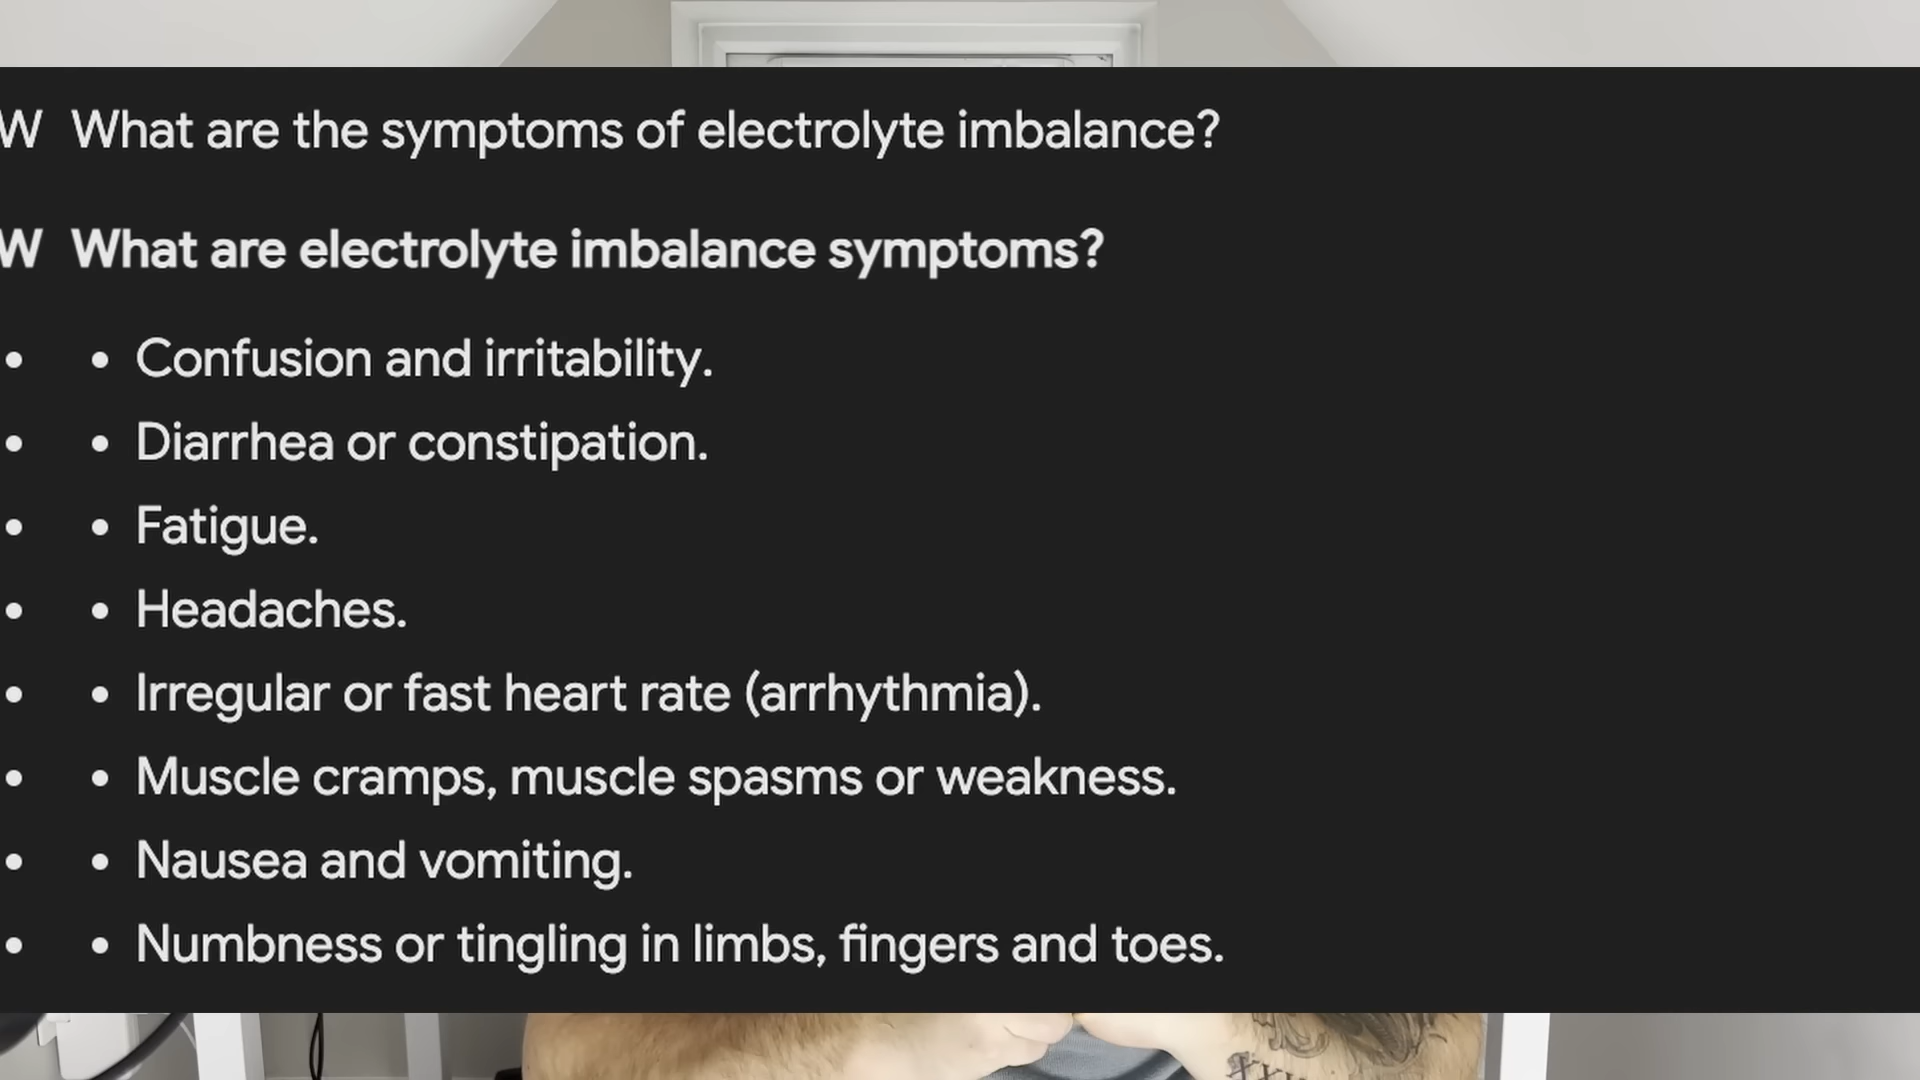 W What are the symptoms of electrolyte imbalance?
W What are electrolyte imbalance symptoms?
• • Confusion and irritability.
• • Diarrhea or constipation.
• • Fatigue.
• • Headaches.
• • Irregular or fast heart rate (arrhythmia).
• • Muscle cramps, muscle spasms or weakness.
• • Nausea and vomiting.
• • Numbness or tingling in limbs, fingers and toes.